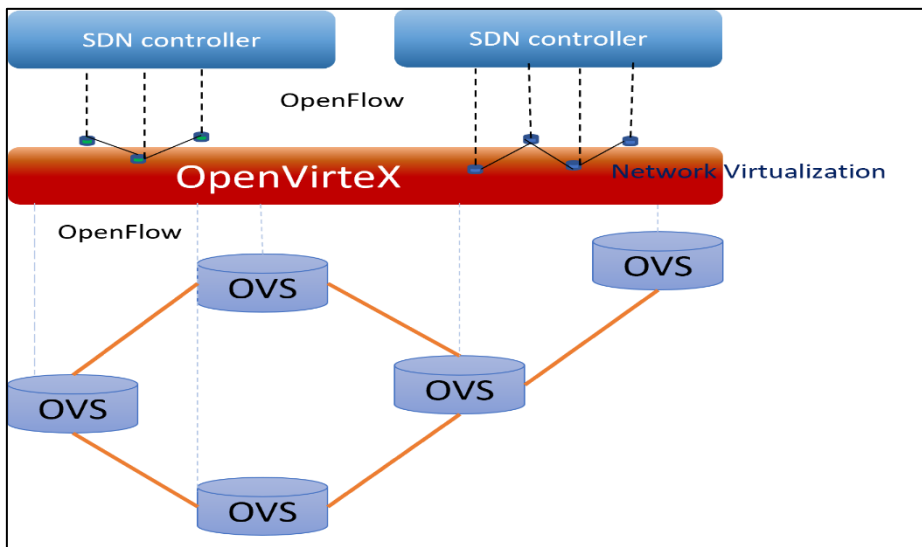 SDN controller
SDN controller
OpenFlow
OpenVirteX
Network Virtualization
OpenFlow
OVS
OVS
OVS
OVS
OVS